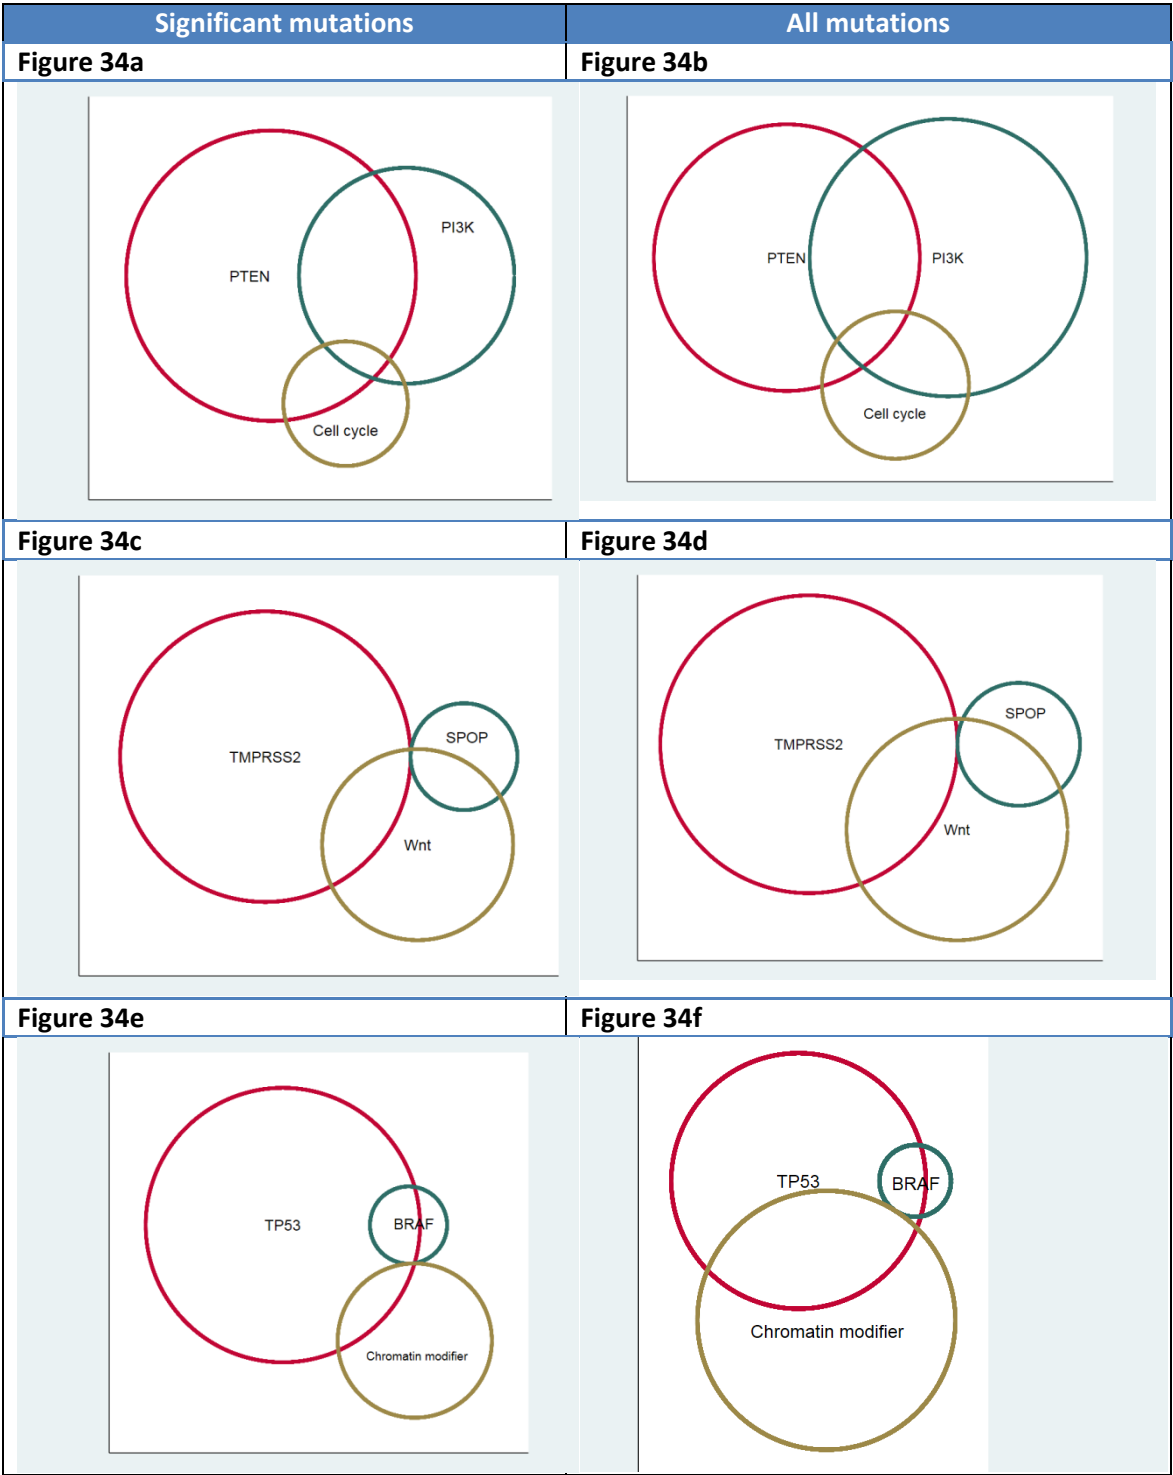 Significant mutations
All mutations
Figure 34a
Figure 34b
PI3K
PTEN
Cell cycle
PTEN
PI3K
Cell cycle
Figure 34c
Figure 34d
SPOP
TMPRSS2
Wnt
SPOP
TMPRSS2
Wnt
Figure 34e
Figure 34f
TP53
BRAF
Chromatin modifier
TP53
BRAF
Chromatin modifier